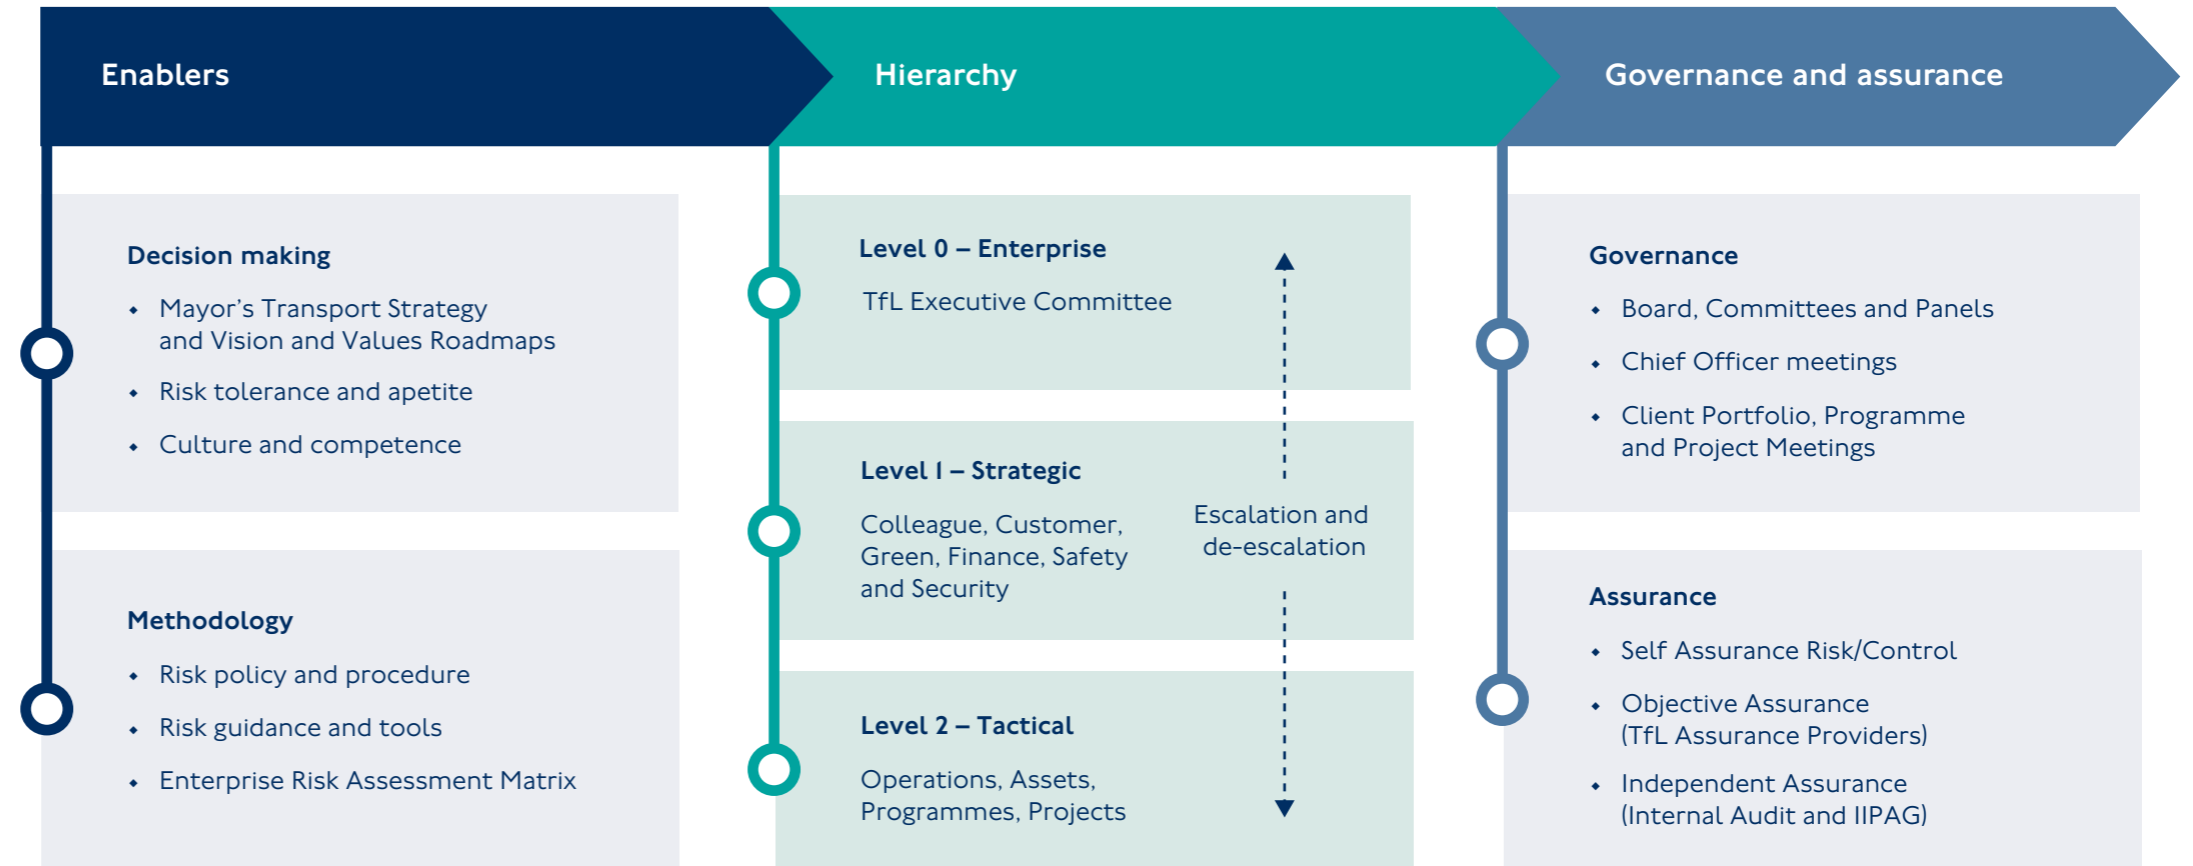 Enablers
Decision making
Mayor’s Transport Strategy
and Vision and Values Roadmaps
Risk tolerance and apetite
Culture and competence
Methodology
Risk policy and procedure
Risk guidance and tools
Enterprise Risk Assessment Matrix
Hierarchy
Level 0 – Enterprise
TfL Executive Committee
Level 1 – Strategic
Colleague, Customer,
Green, Finance, Safety
and Security
Escalation and
de-escalation
Level 2 – Tactical
Operations, Assets,
Programmes, Projects
Governance and assurance
Governance
Board, Committees and Panels
Chief Officer meetings
Client Portfolio, Programme
and Project Meetings
Assurance
Self Assurance Risk/Control
Objective Assurance
(TfL Assurance Providers)
Independent Assurance
(Internal Audit and IIPAG)